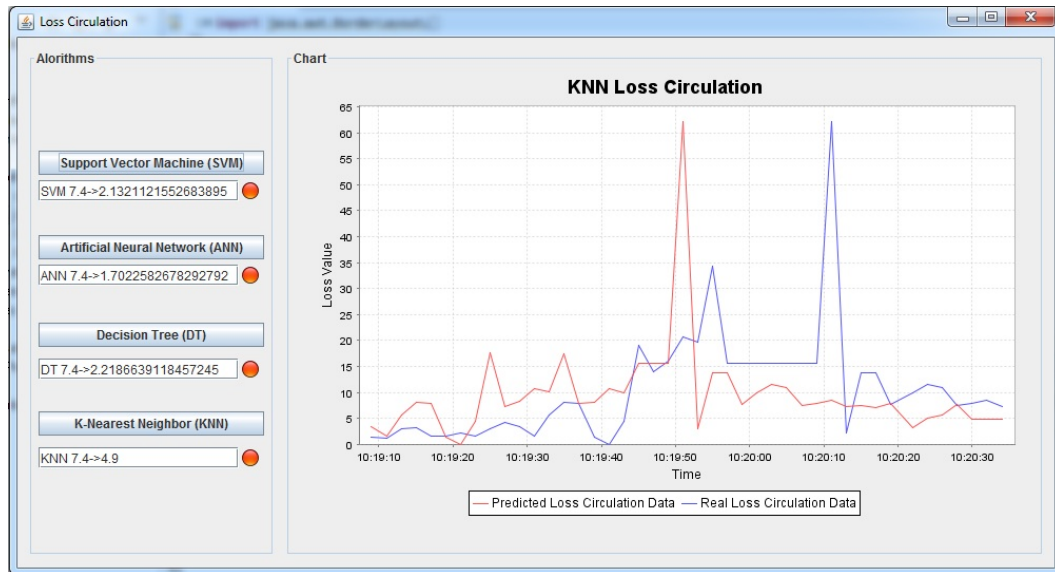 Loss Circulation
import java.awt.BorderLayout;
Alorithms
Support Vector Machine (SVM)
SVM 7.4->2.1321121552683895
Artificial Neural Network (ANN)
ANN 7.4->1.7022582678292792
Decision Tree (DT)
DT 7.4->2.2186639118457245
K-Nearest Neighbor (KNN)
KNN 7.4->4.9
Chart
KNN Loss Circulation
Loss Value
65
60
55
50
45
40
35
30
25
20
15
10
5
0
10:19:10 10:19:20 10:19:30 10:19:40 10:19:50 10:20:00 10:20:10 10:20:20 10:20:30
Time
Predicted Loss Circulation Data Real Loss Circulation Data